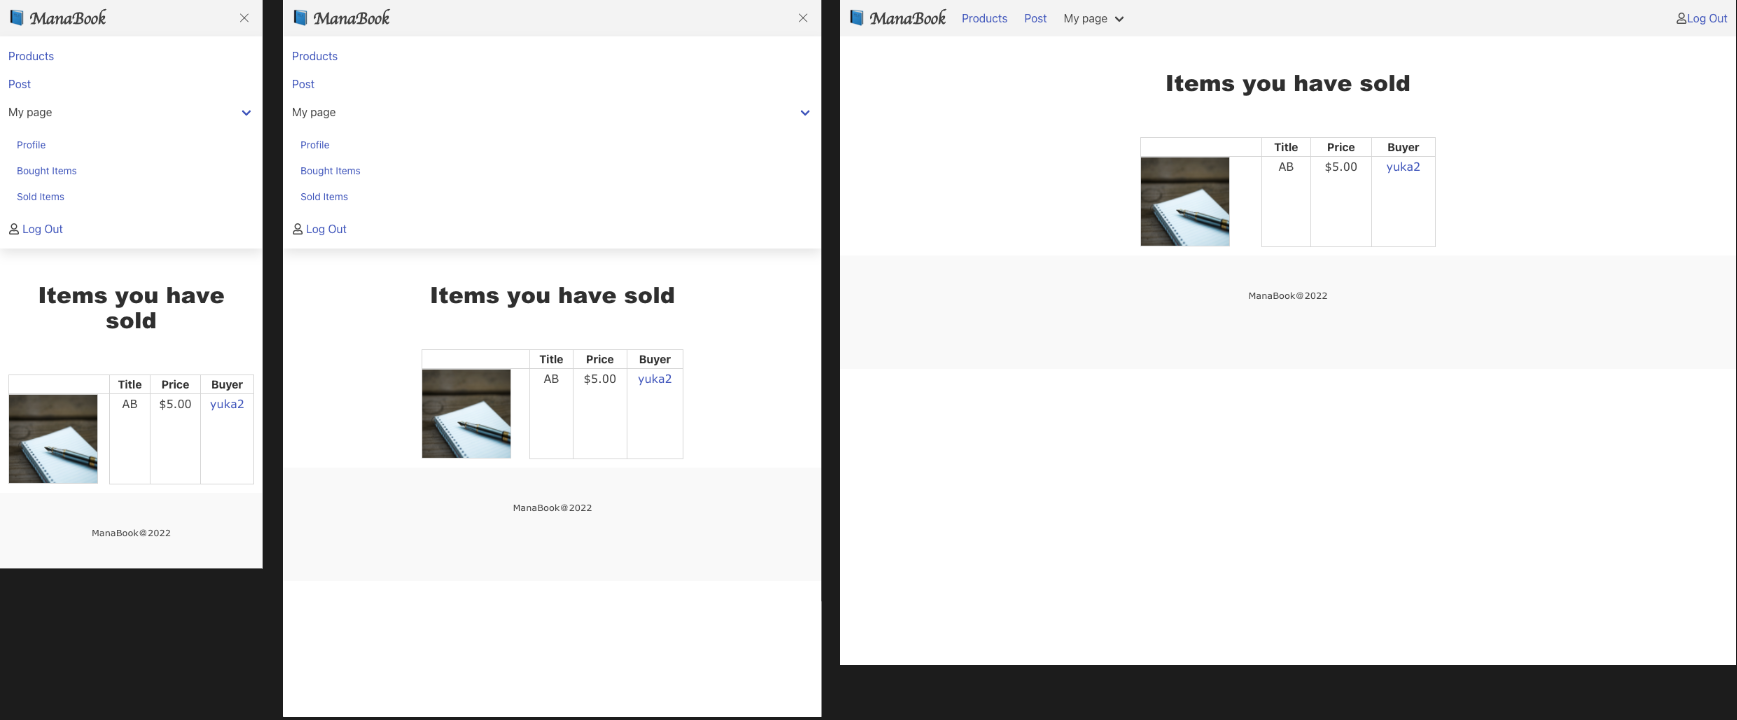 ManaBook
Products
Post
My page
Profile
Bought Items
Sold Items
Log Out
Items you have
sold
Title Price Buyer
AB $5.00 yuka2
ManaBook@2022
ManaBook
Products
Post
My page
Profile
Bought Items
Sold Items
Log Out
Items you have sold
Title Price Buyer
AB $5.00 yuka2
ManaBook@2022
ManaBook Products Post My page Log Out
Items you have sold
Title Price Buyer
AB $5.00 yuka2
ManaBook@2022